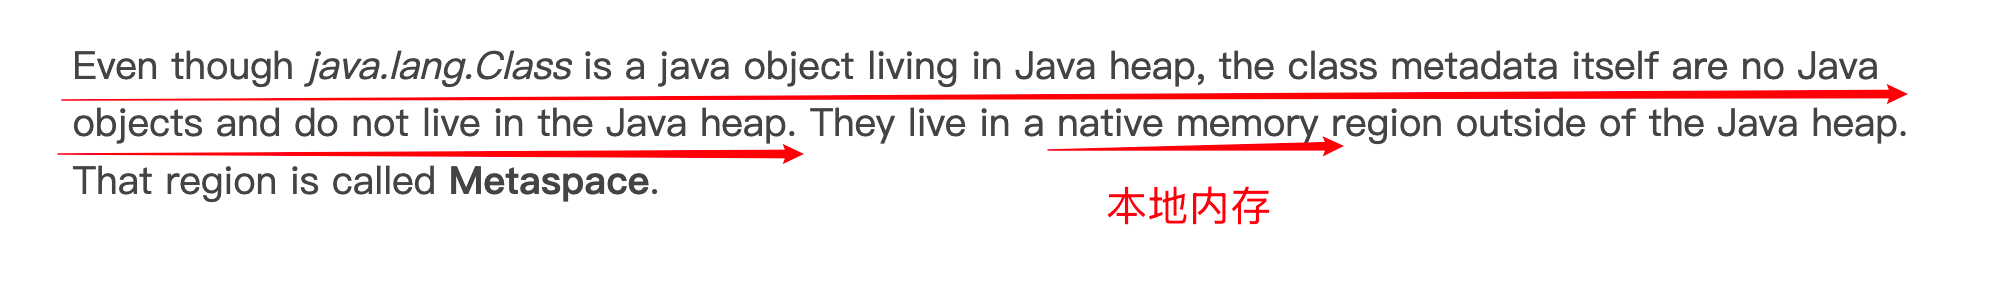 Even though java.lang.Class is a java object living in Java heap, the class metadata itself are no Java
objects and do not live in the Java heap. They live in a native memory region outside of the Java heap.
That region is called Metaspace.
本地内存